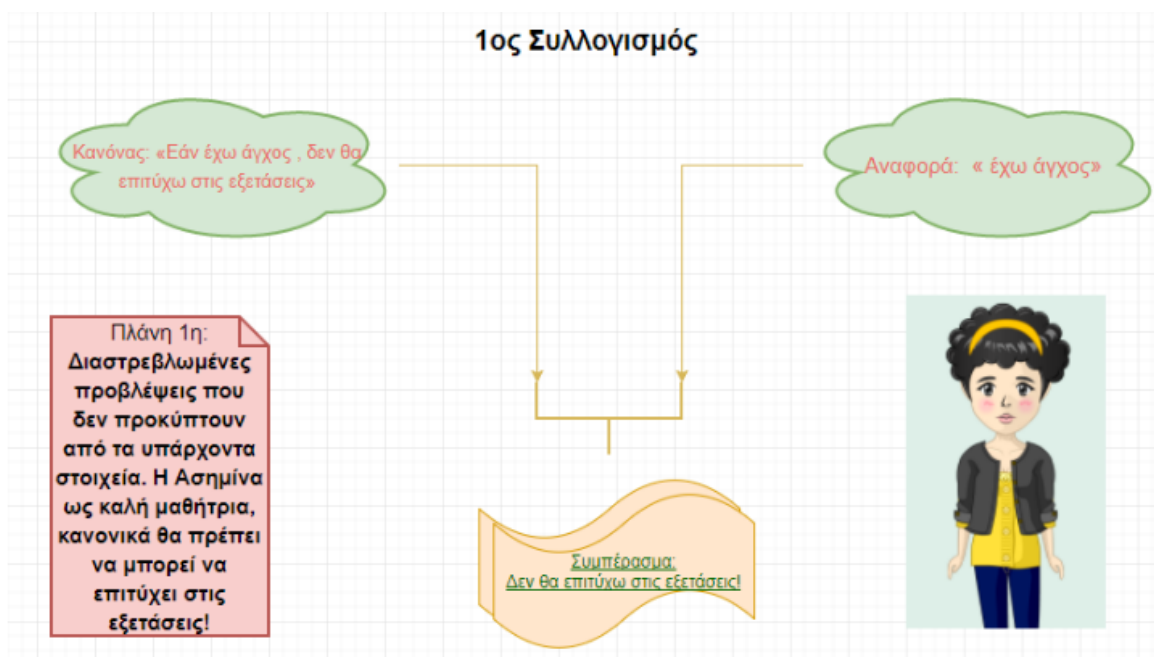 1ος Συλλογισμός
Κανόνας: «Εάν έχω άγχος , δεν θα
επιτύχω στις εξετάσεις»
Αναφορά: « έχω άγχος»
Πλάνη 1η:
Διαστρεβλωμένες
προβλέψεις που
δεν προκύπτουν
από τα υπάρχοντα
στοιχεία. Η Ασημίνα
ως καλή μαθήτρια,
κανονικά θα πρέπει
να μπορεί να
επιτύχει στις
εξετάσεις!
Συμπέρασμα:
Δεν θα επιτύχω στις εξετάσεις!